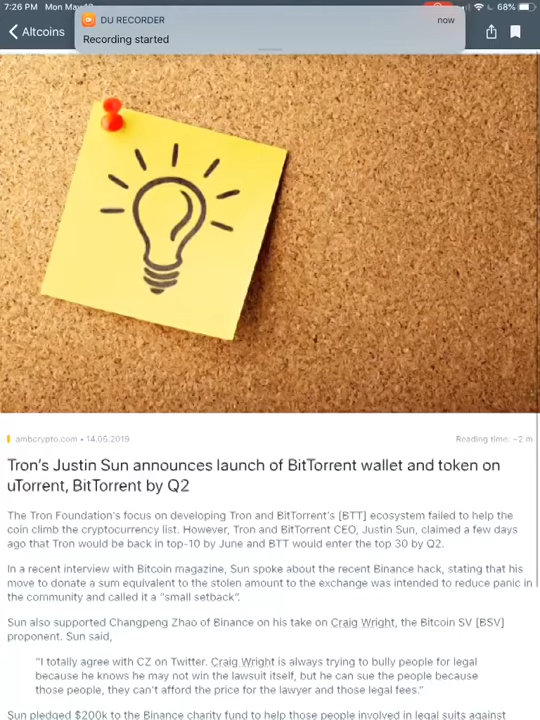 7:26 PM Mon May
68%
DU RECORDER
now
Recording started
Altcoins
ambcrypto.com • 14.05.2019
Reading time: ~2 m
Tron's Justin Sun announces launch of BitTorrent wallet and token on
uTorrent, BitTorrent by Q2
The Tron Foundation's focus on developing Tron and BitTorrent's [BTT] ecosystem failed to help the
coin climb the cryptocurrency list. However, Tron and BitTorrent CEO, Justin Sun, claimed a few days
ago that Tron would be back in top-10 by June and BTT would enter the top 30 by Q2.
In a recent interview with Bitcoin magazine, Sun spoke about the recent Binance hack, stating that his
move to donate a sum equivalent to the stolen amount to the exchange was intended to reduce panic in
the community and called it a "small setback".
Sun also supported Changpeng Zhao of Binance on his take on Craig Wright, the Bitcoin SV [BSV]
proponent. Sun said,
"I totally agree with CZ on Twitter. Craig Wright is always trying to bully people for legal
because he knows he may not win the lawsuit itself, but he can sue the people because
those people, they can't afford the price for the lawyer and those legal fees."
Sun pledged $200k to the Binance charity fund to help those people involved in legal suits against